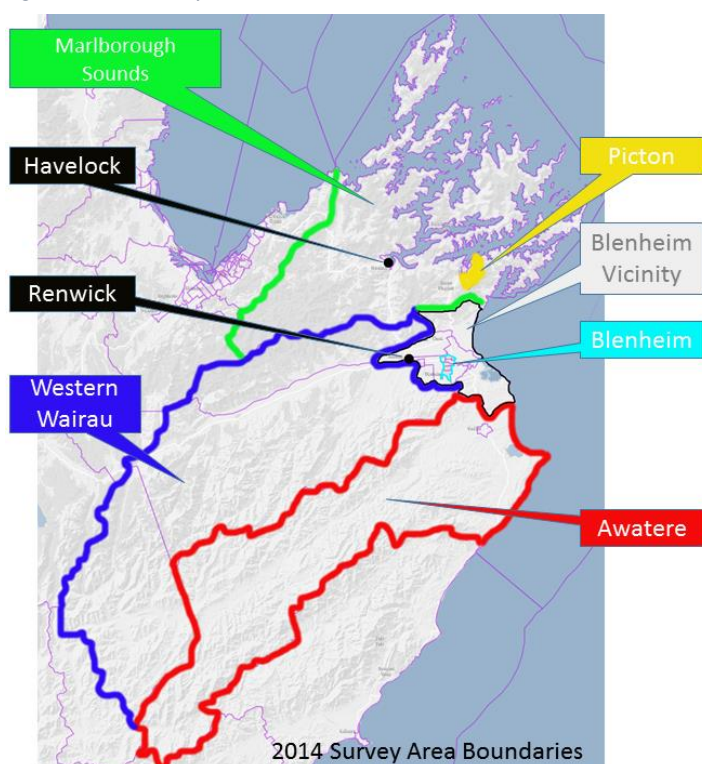 Marlborough
Sounds
Havelock
Picton
Blenheim
Vicinity
Renwick
Blenheim
Western
Wairau
Awatere
2014 Survey Area Boundaries